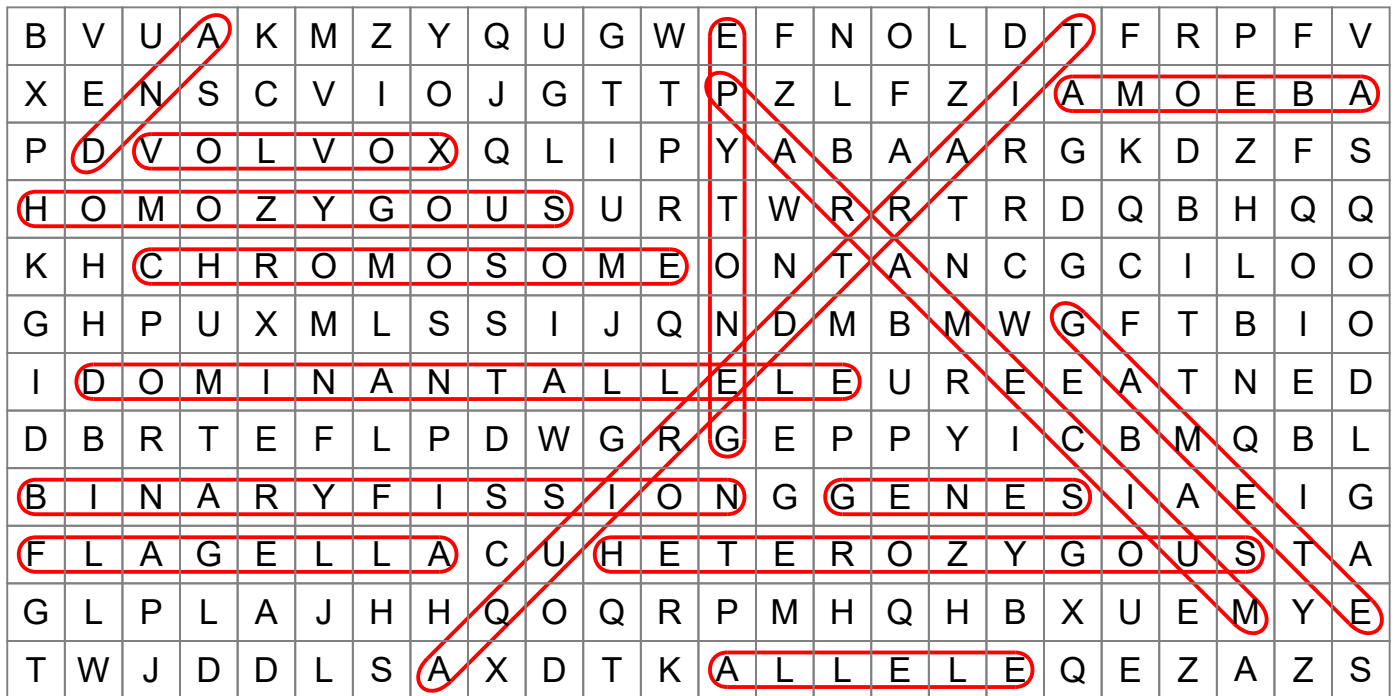 B V U A K M Z Y Q U G W E F N O L D T F R P F V
X E N S C V I O J G T T P Z L F Z I A M O E B A
P D V O L V O X Q L I P Y A B A A R G K D Z F S
H O M O Z Y G O U S U R T W R R T R D Q B H Q Q
K H C H R O M O S O M E O N T A N C G C I L O O
G H P U X M L S S I J Q N D M B M W G F T B I O
I D O M I N A N T A L L E L E U R E E A T N E D
D B R T E F L P D W G R G E P P Y I C B M Q B L
B I N A R Y F I S S I O N G G E N E S I A E I G
F L A G E L L A C U H E T E R O Z Y G O U S T A
G L P L A J H H Q O Q R P M H Q H B X U E M Y E
T W J D D L S A X D T K A L L E L E Q E Z A Z S